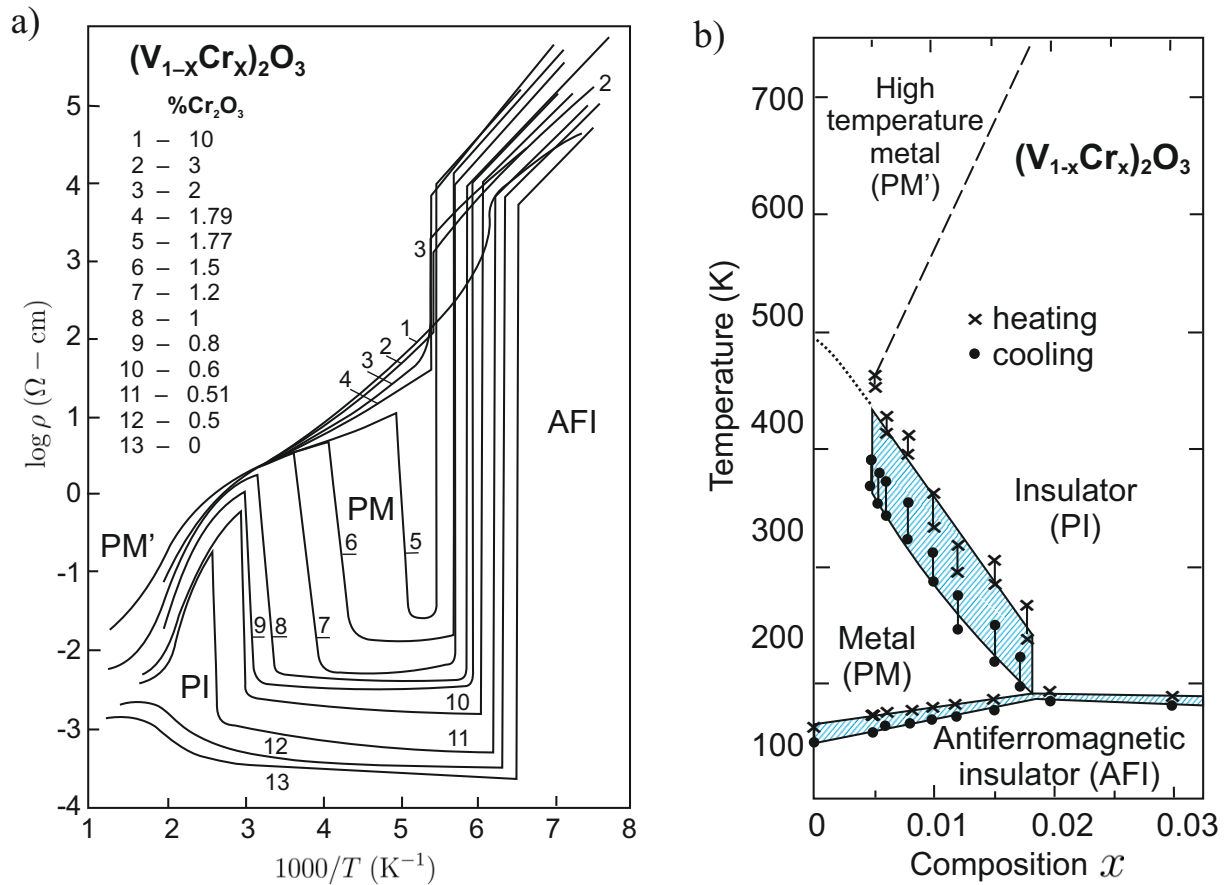 a)
(V₁₋ₓCrₓ)₂O₃
%Cr₂O₃
1 – 10
2 – 3
3 – 2
4 – 1.79
5 – 1.77
6 – 1.5
7 – 1.2
8 – 1
9 – 0.8
10 – 0.6
11 – 0.51
12 – 0.5
13 – 0
log ρ (Ω – cm)
5
4
3
2
1
0
-1
-2
-3
-4
2
3
1
2
3
4
AFI
PM
PM'
6
5
9
8
7
PI
10
11
12
13
1 2 3 4 5 6 7 8
1000/T (K⁻¹)
b)
Temperature (K)
700
600
500
400
300
200
100
High
temperature
metal
(PM')
(V₁₋ₓCrₓ)₂O₃
× heating
● cooling
Insulator
(PI)
Metal
(PM)
Antiferromagnetic
insulator (AFI)
0 0.01 0.02 0.03
Composition x